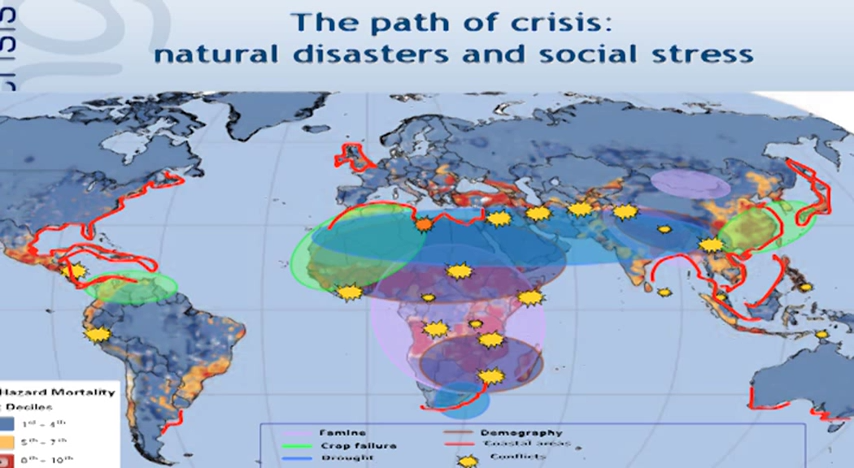 The path of crisis:
natural disasters and social stress
Hazard Mortality
Deciles
1st - 4th
5th - 7th
8th - 10th
Famine
Crop failure
Drought
Demography
Coastal areas
Conflicts